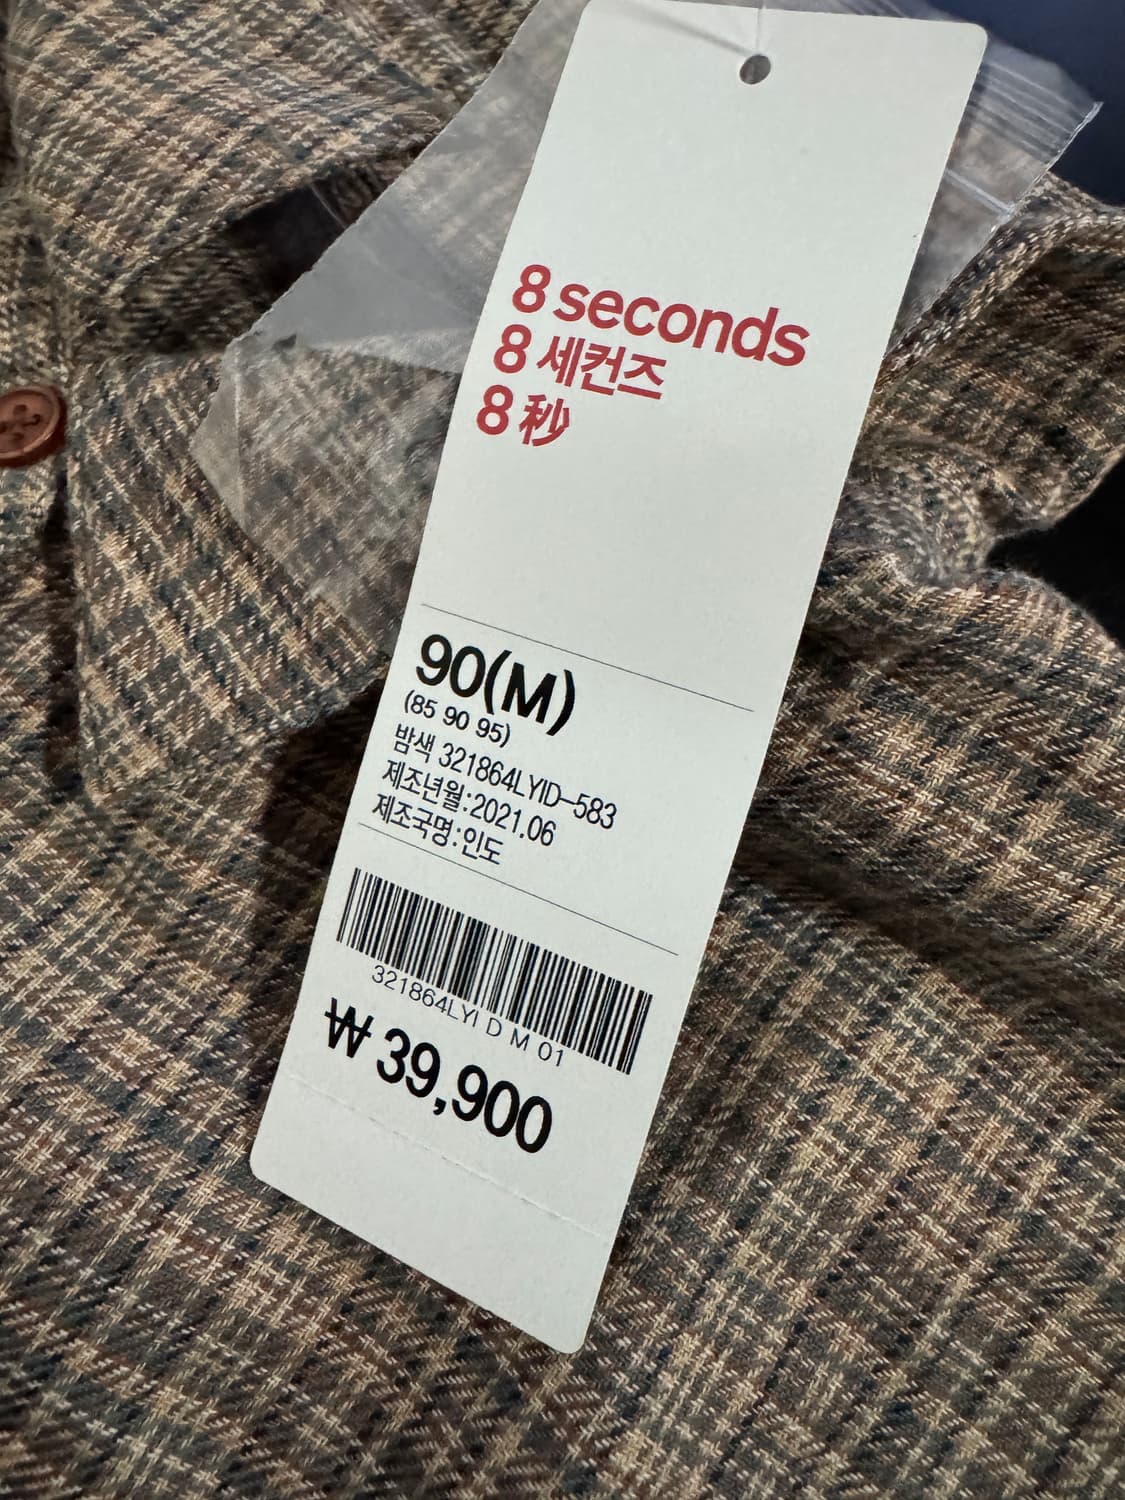 8 seconds
8 세컨즈
8 秒
90(M)
(85 90 95)
밤색 321864LYID-583
제조년월:2021.06
제조국명:인도
321864LYI D M 01
₩ 39,900